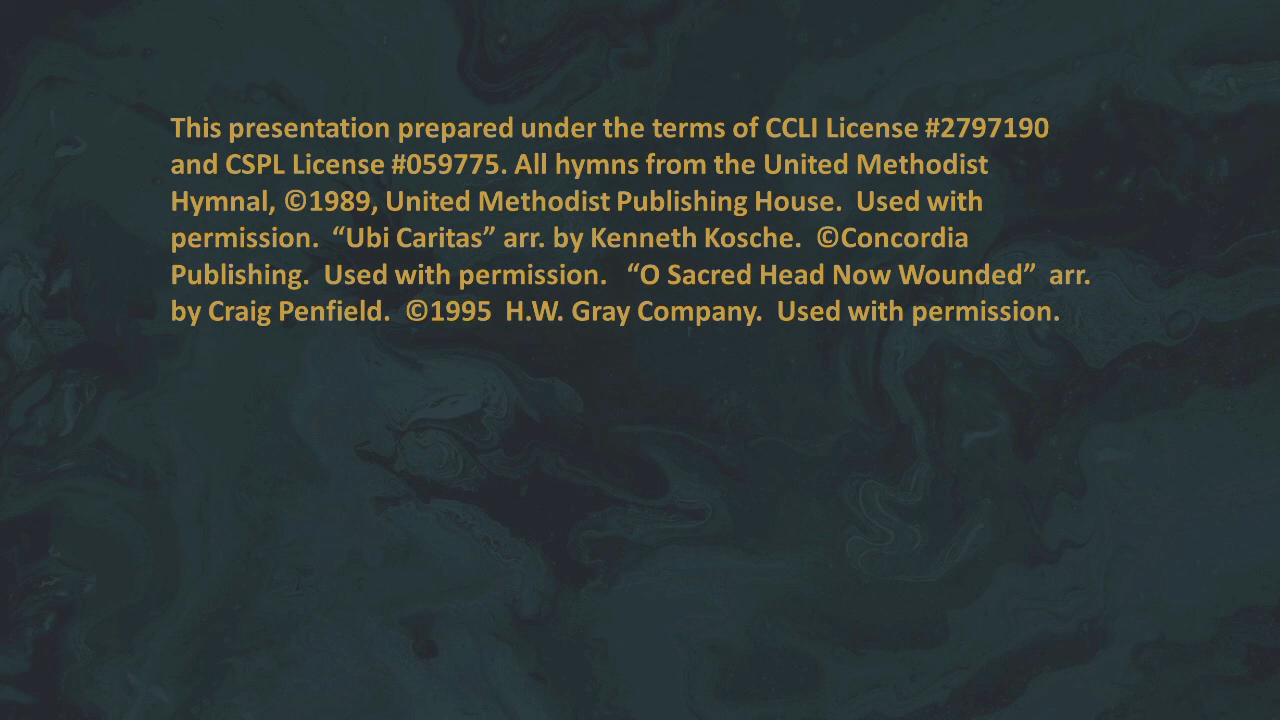 This presentation prepared under the terms of CCLI License #2797190
and CSPL License #059775. All hymns from the United Methodist
Hymnal, ©1989, United Methodist Publishing House.  Used with
permission.  “Ubi Caritas” arr. by Kenneth Kosche.  ©Concordia
Publishing.  Used with permission.   “O Sacred Head Now Wounded”  arr.
by Craig Penfield.  ©1995  H.W. Gray Company.  Used with permission.